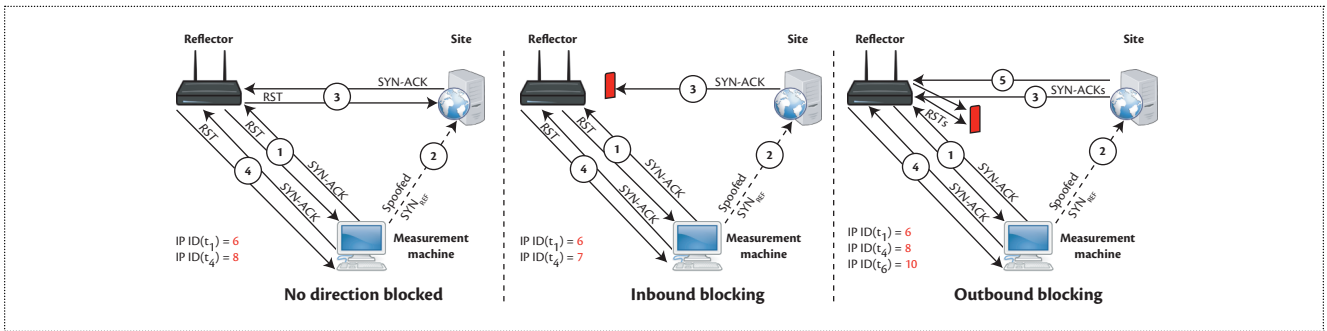 Reflector
Site
SYN-ACK
3
RST
RST
RST
1
SYN-ACK
4
SYN-ACK
2
Spoofed
SYN REF
IP ID(t1) = 6
IP ID(t4) = 8
Measurement
machine
No direction blocked
Reflector
Site
SYN-ACK
3
RST
RST
1
SYN-ACK
4
SYN-ACK
2
Spoofed
SYN REF
IP ID(t1) = 6
IP ID(t4) = 7
Measurement
machine
Inbound blocking
Reflector
Site
5
3
SYN-ACKs
RSTs
RST
RST
1
SYN-ACK
4
SYN-ACK
2
Spoofed
SYN REF
IP ID(t1) = 6
IP ID(t4) = 8
IP ID(t6) = 10
Measurement
machine
Outbound blocking